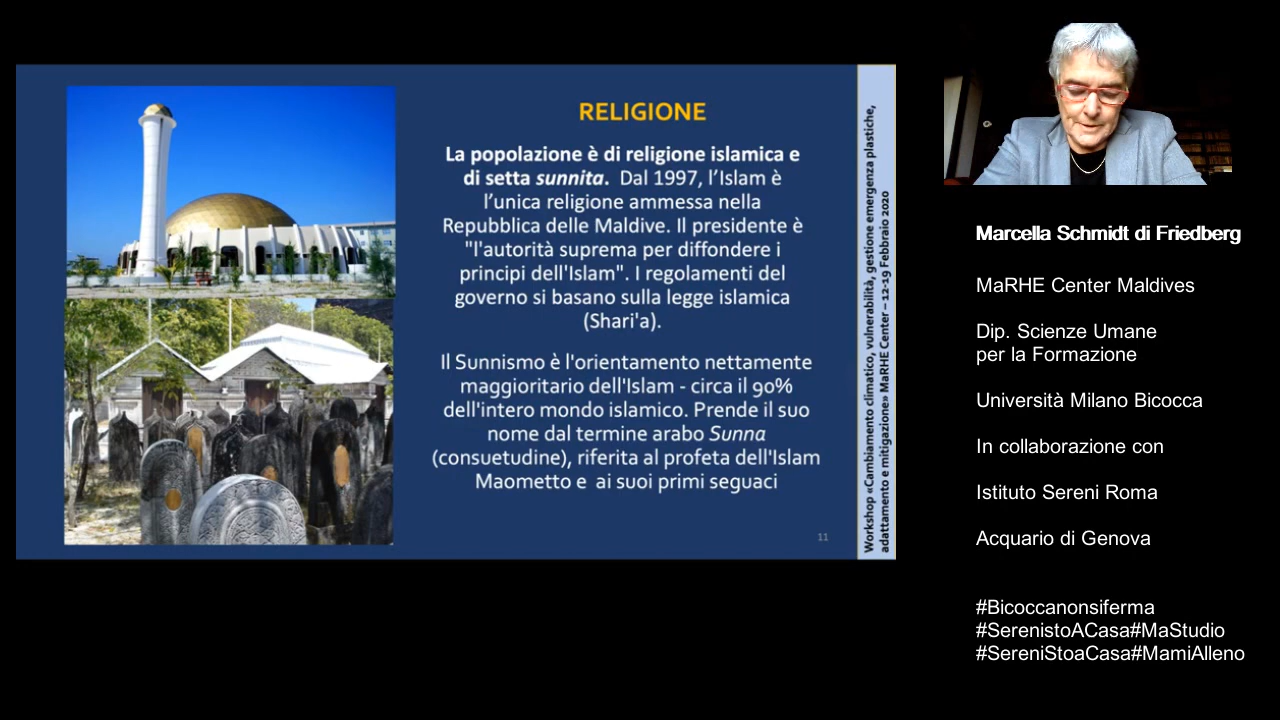 RELIGIONE
La popolazione è di religione islamica e
di setta sunnita. Dal 1997, l'Islam è
l'unica religione ammessa nella
Repubblica delle Maldive. Il presidente è
"l'autorità suprema per diffondere i
principi dell'Islam". I regolamenti del
governo si basano sulla legge islamica
(Shari'a).
Il Sunnismo è l'orientamento nettamente
maggioritario dell'Islam - circa il 90%
dell'intero mondo islamico. Prende il suo
nome dal termine arabo Sunna
(consuetudine), riferita al profeta dell'Islam
Maometto e ai suoi primi seguaci
11
Workshop «Cambiamento climatico, vulnerabilità, gestione emergenza plastiche,
adattamento e mitigazione» MaRHE Center – 12-19 Febbraio 2020
Marcella Schmidt di Friedberg
MaRHE Center Maldives
Dip. Scienze Umane
per la Formazione
Università Milano Bicocca
In collaborazione con
Istituto Sereni Roma
Acquario di Genova
#Bicoccanonsiferma
#SerenistoACasa#MaStudio
#SereniStoaCasa#MamiAlleno